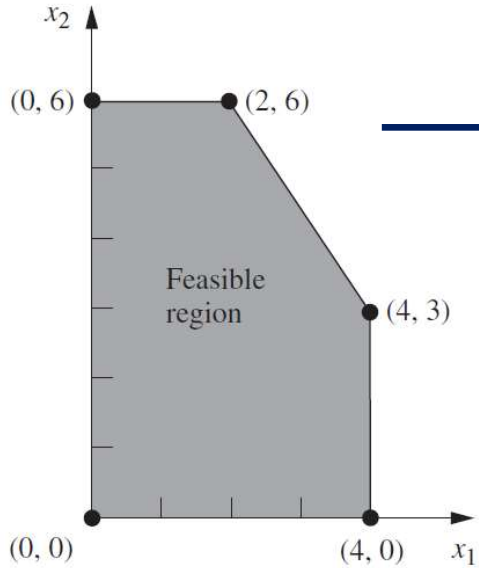 x₂
(0, 6)
(2, 6)
Feasible
region
(4, 3)
(0, 0)
(4, 0)
x₁